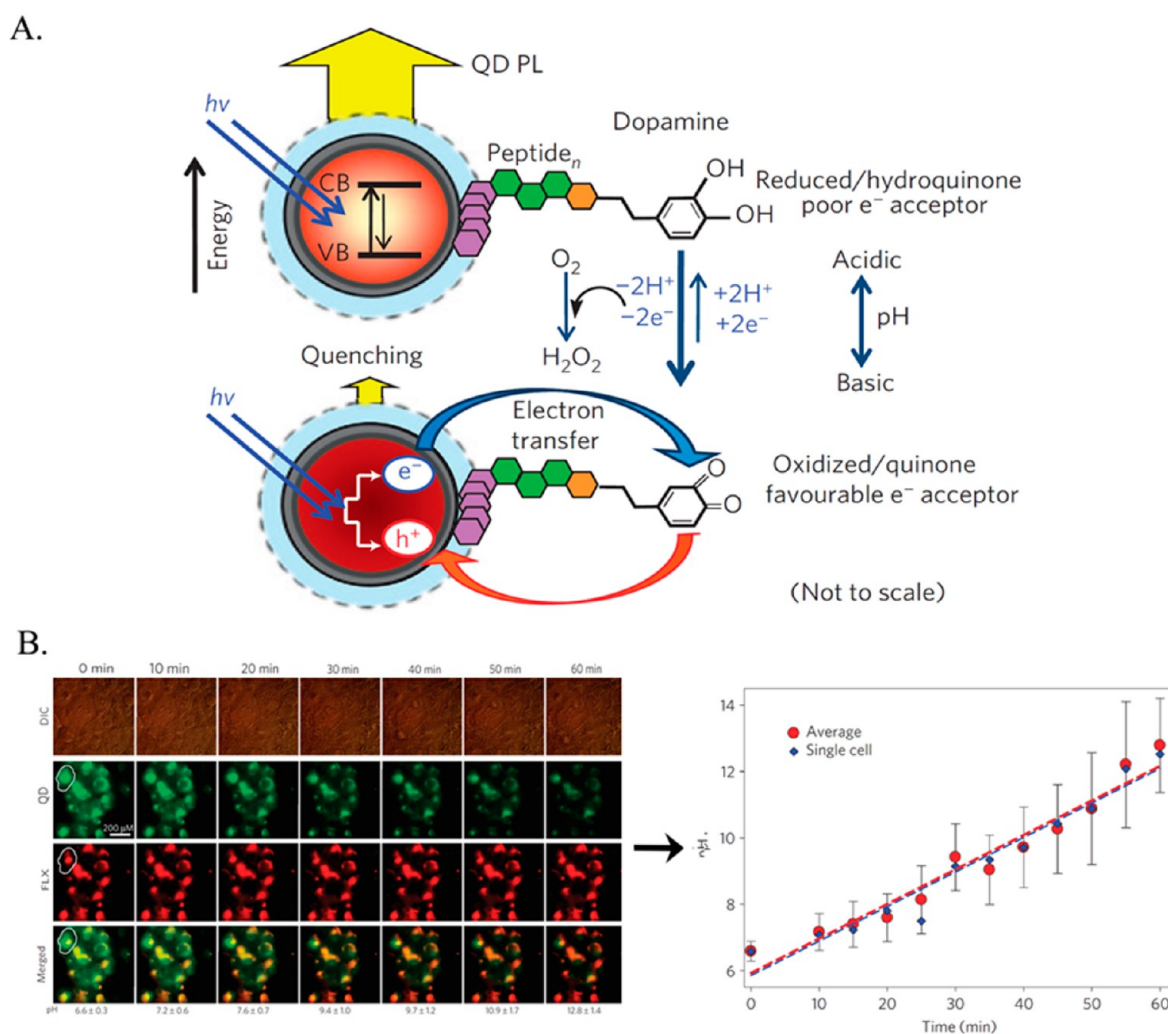 A.
QD PL
hν
Energy
CB
VB
Peptideₙ
Dopamine
OH
OH
Reduced/hydroquinone
poor e⁻ acceptor
O₂
H₂O₂
−2H⁺
−2e⁻
+2H⁺
+2e⁻
Acidic
pH
Basic
Quenching
hν
e⁻
h⁺
Electron
transfer
O
O
Oxidized/quinone
favourable e⁻ acceptor
(Not to scale)
B.
0 min 10 min 20 min 30 min 40 min 50 min 60 min
DIC
QD
200 μM
FLX
Merged
pH 6.6 ± 0.3 7.2 ± 0.6 7.6 ± 0.7 9.4 ± 1.0 9.7 ± 1.2 10.9 ± 1.7 12.8 ± 1.4
14
12
10
8
6
Average
Single cell
0 10 20 30 40 50 60
Time (min)